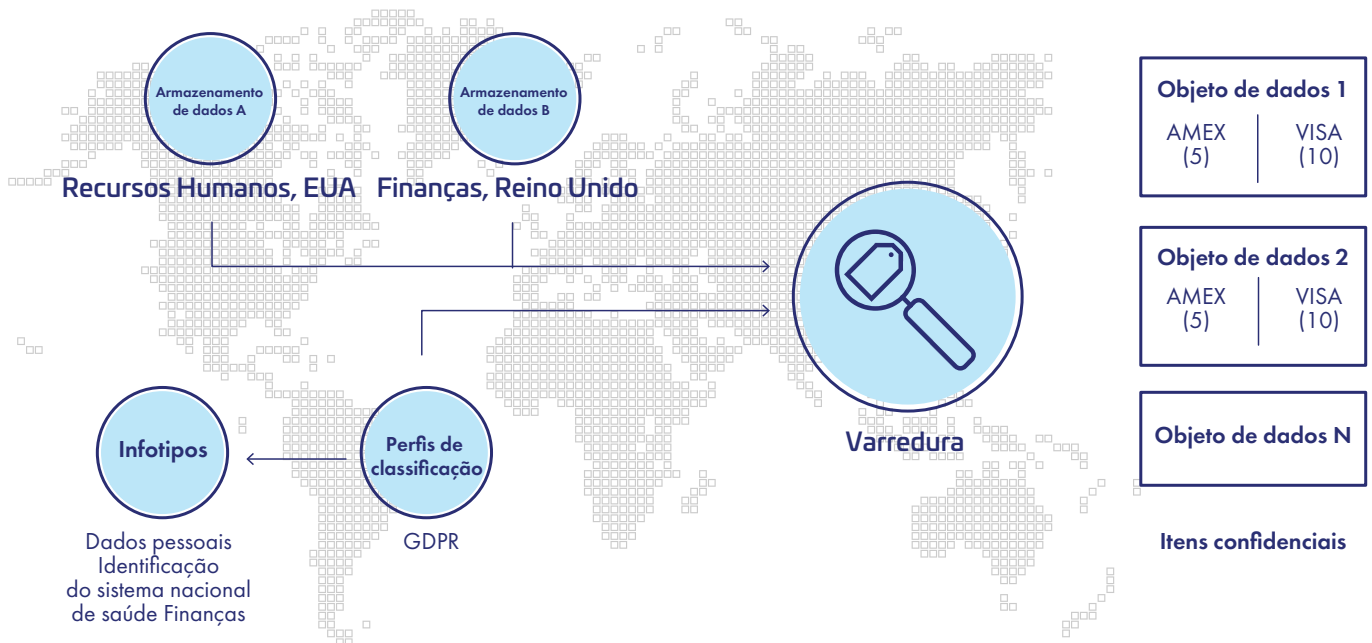 Armazenamento
de dados A
Recursos Humanos, EUA
Armazenamento
de dados B
Finanças, Reino Unido
Varredura
Infotipos
Dados pessoais
Identificação
do sistema nacional
de saúde Finanças
Perfis de
classificação
GDPR
Objeto de dados 1
AMEX
(5)
VISA
(10)
Objeto de dados 2
AMEX
(5)
VISA
(10)
Objeto de dados N
Itens confidenciais